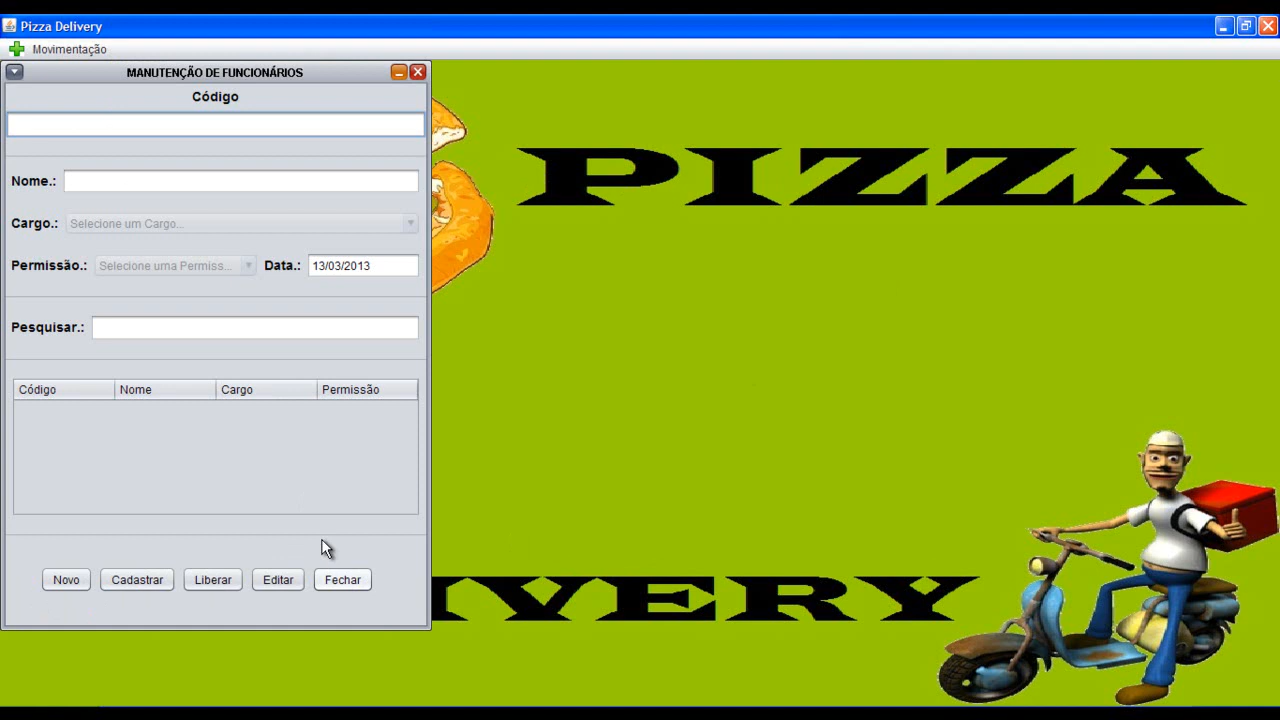 Pizza Delivery
Movimentação
MANUTENÇÃO DE FUNCIONÁRIOS
Código
PIZZA
Nome.:
Cargo.: Selecione um Cargo...
Permissão.: Selecione uma Permiss... Data.: 13/03/2013
Pesquisar.:
Código Nome Cargo Permissão
Novo Cadastrar Liberar Editar Fechar
IVERY